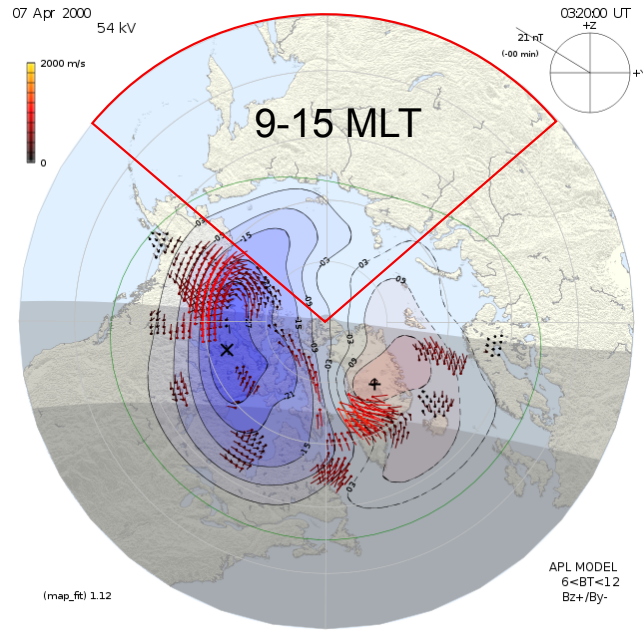 07 Apr 2000
03:20:00 UT
54 kV
+Z
21 nT
(-00 min)
2000 m/s
+Y
0
9-15 MLT
APL MODEL
6<BT<12
Bz+/By-
(map_fit) 1.12